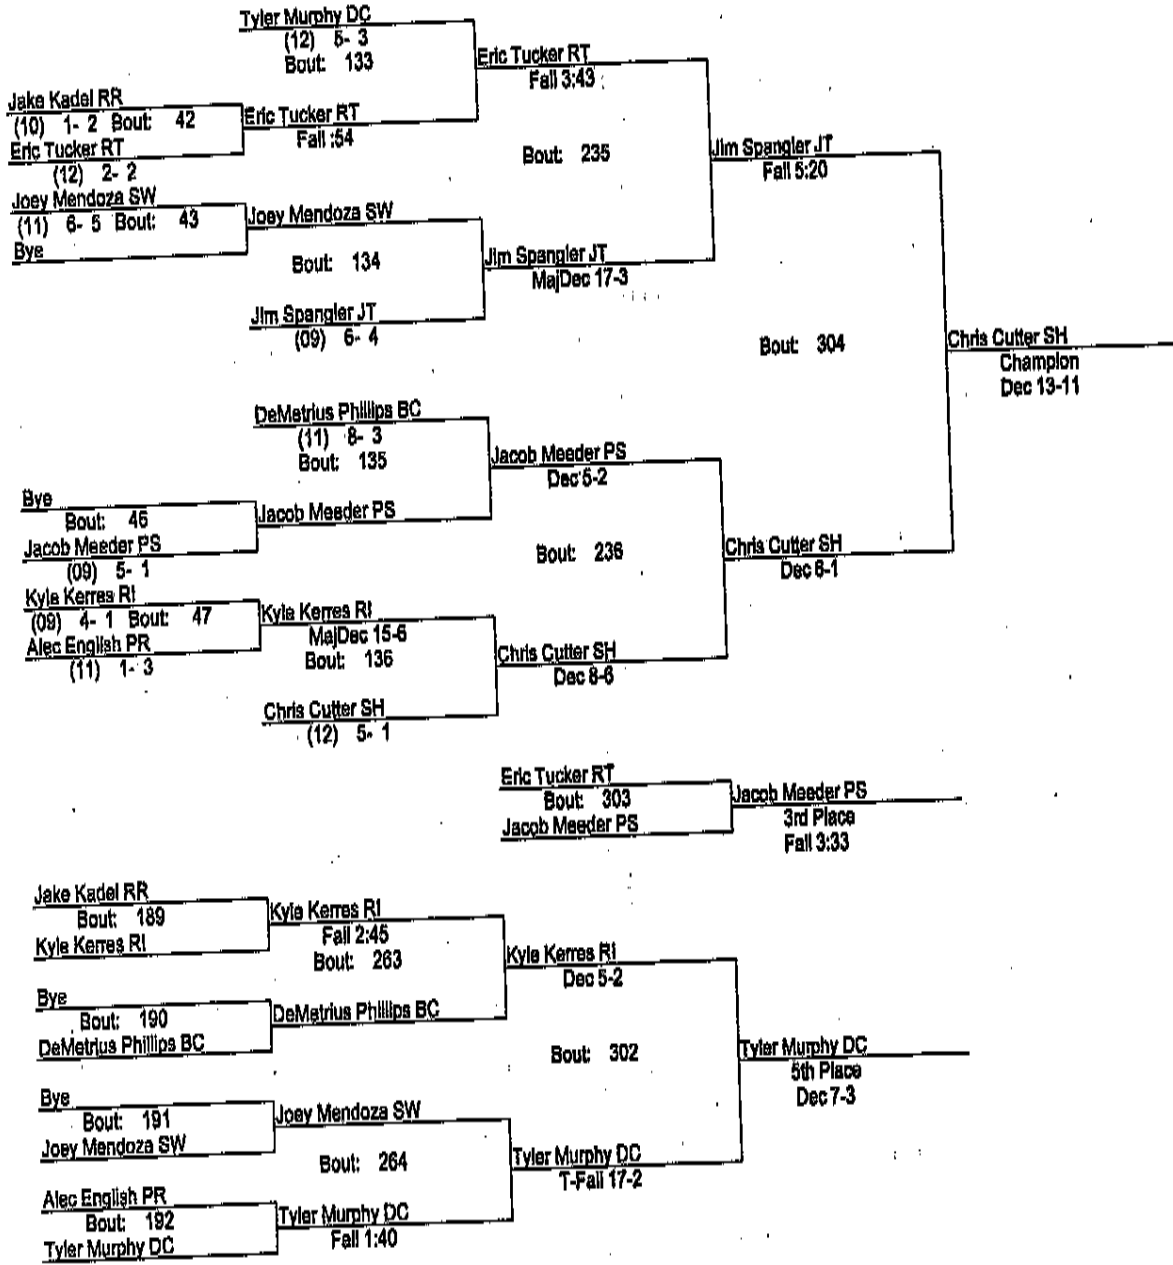 Tyler Murphy DC
(12) 5- 3
Bout: 133
Eric Tucker RT
Fall 3:43
Jake Kadel RR
(10) 1- 2 Bout: 42
Eric Tucker RT
Fall :54
Eric Tucker RT
(12) 2- 2
Bout: 235
Jim Spangler JT
Fall 5:20
Joey Mendoza SW
(11) 6- 5 Bout: 43
Joey Mendoza SW
Bye
Bout: 134
Jim Spangler JT
MajDec 17-3
Jim Spangler JT
(09) 6- 4
Bout: 304
Chris Cutter SH
Champion
Dec 13-11
DeMetrius Phillips BC
(11) 8- 3
Bout: 135
Jacob Meeder PS
Dec 5-2
Bye
Bout: 46
Jacob Meeder PS
Jacob Meeder PS
(09) 5- 1
Bout: 236
Chris Cutter SH
Dec 6-1
Kyle Kerres RI
(09) 4- 1 Bout: 47
Kyle Kerres RI
MajDec 15-6
Alec English PR
(11) 1- 3
Bout: 136
Chris Cutter SH
Dec 8-6
Chris Cutter SH
(12) 5- 1
Eric Tucker RT
Bout: 303
Jacob Meeder PS
Jacob Meeder PS
3rd Place
Fall 3:33
Jake Kadel RR
Bout: 189
Kyle Kerres RI
Kyle Kerres RI
Fall 2:45
Bout: 263
Kyle Kerres RI
Dec 5-2
Bye
Bout: 190
DeMetrius Phillips BC
DeMetrius Phillips BC
Bout: 302
Tyler Murphy DC
5th Place
Dec 7-3
Bye
Bout: 191
Joey Mendoza SW
Joey Mendoza SW
Bout: 264
Tyler Murphy DC
T-Fall 17-2
Alec English PR
Bout: 192
Tyler Murphy DC
Tyler Murphy DC
Fall 1:40